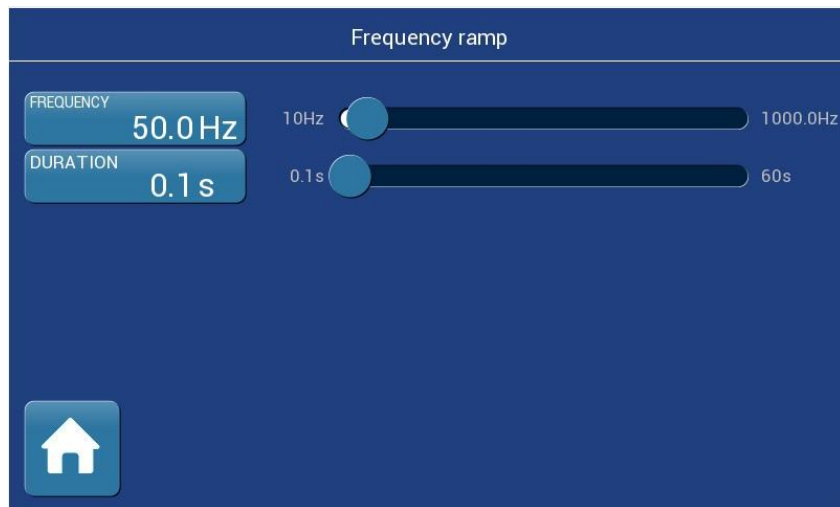 Frequency ramp
FREQUENCY
50.0 Hz
10Hz
1000.0Hz
DURATION
0.1 s
0.1s
60s